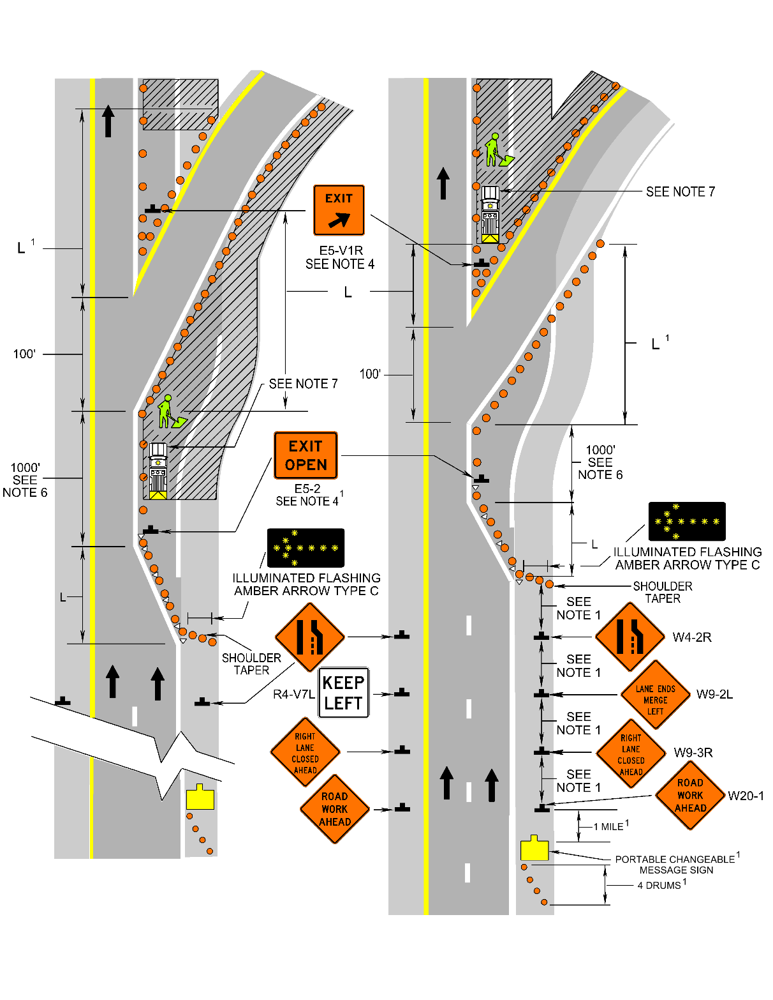 EXIT
E5-V1R
SEE NOTE 4
SEE NOTE 7
L 1
L
100'
L 1
100'
SEE NOTE 7
1000'
SEE
NOTE 6
EXIT
OPEN
E5-2
SEE NOTE 4 1
1000'
SEE
NOTE 6
L
ILLUMINATED FLASHING
AMBER ARROW TYPE C
L
ILLUMINATED FLASHING
AMBER ARROW TYPE C
SHOULDER
TAPER
SHOULDER
TAPER
SEE
NOTE 1
W4-2R
SEE
NOTE 1
R4-V7L
KEEP
LEFT
LANE ENDS
MERGE
LEFT
W9-2L
SEE
NOTE 1
RIGHT
LANE
CLOSED
AHEAD
RIGHT
LANE
CLOSED
AHEAD
W9-3R
SEE
NOTE 1
ROAD
WORK
AHEAD
ROAD
WORK
AHEAD
W20-1
1 MILE 1
PORTABLE CHANGEABLE 1
MESSAGE SIGN
4 DRUMS 1